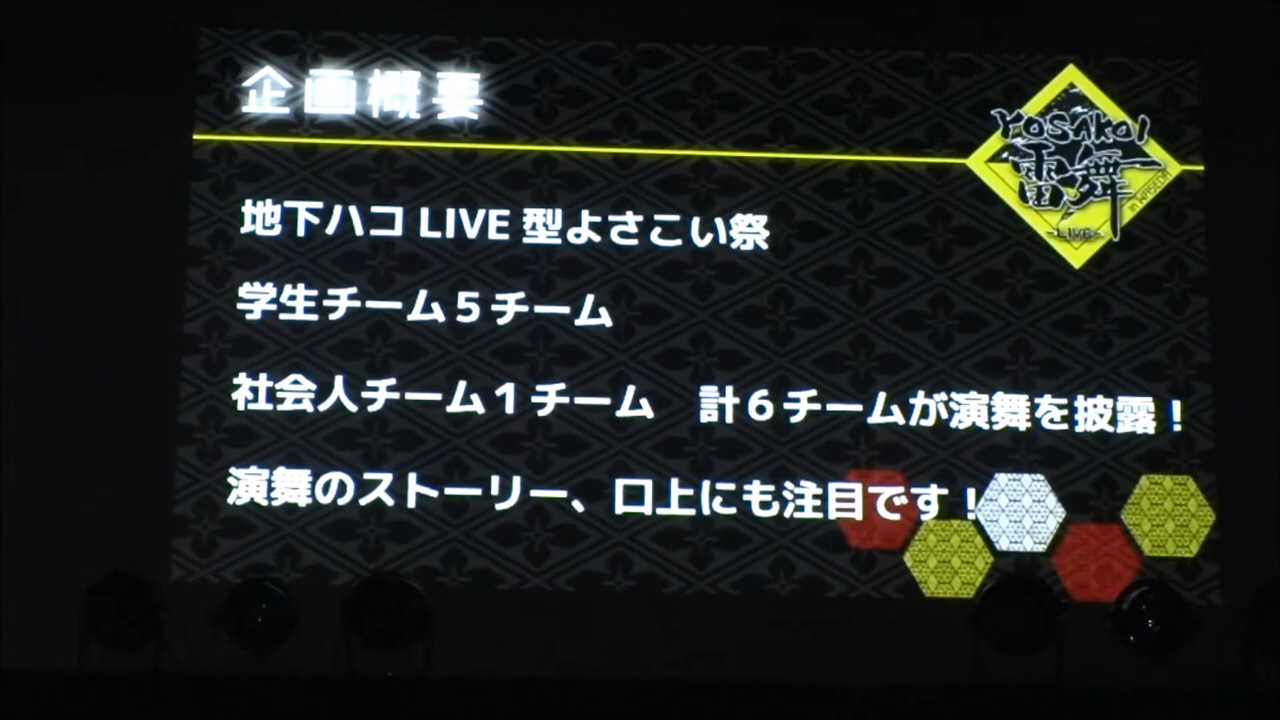 企画概要
YOSAKOI
雷舞
-LIVE-
地下ハコ LIVE 型よさこい祭
学生チーム５チーム
社会人チーム１チーム　計６チームが演舞を披露！
演舞のストーリー、口上にも注目です！